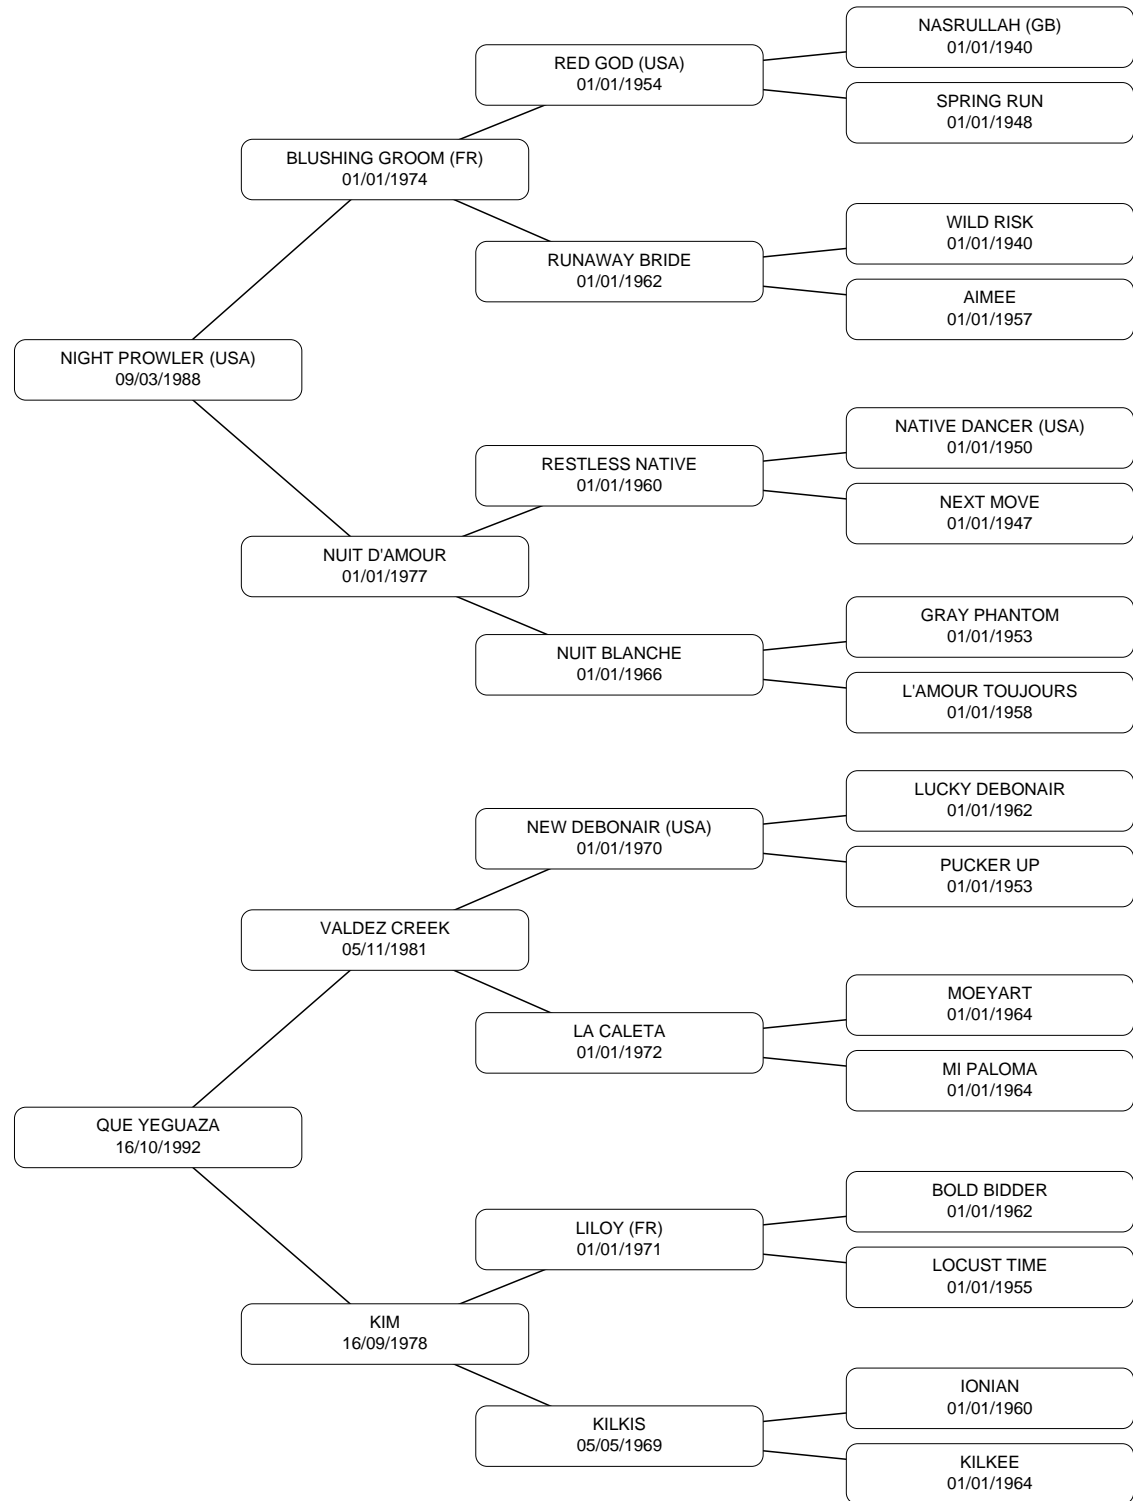 NASRULLAH (GB)
01/01/1940
RED GOD (USA)
01/01/1954
SPRING RUN
01/01/1948
BLUSHING GROOM (FR)
01/01/1974
WILD RISK
01/01/1940
RUNAWAY BRIDE
01/01/1962
AIMEE
01/01/1957
NIGHT PROWLER (USA)
09/03/1988
NATIVE DANCER (USA)
01/01/1950
RESTLESS NATIVE
01/01/1960
NEXT MOVE
01/01/1947
NUIT D'AMOUR
01/01/1977
GRAY PHANTOM
01/01/1953
NUIT BLANCHE
01/01/1966
L'AMOUR TOUJOURS
01/01/1958
LUCKY DEBONAIR
01/01/1962
NEW DEBONAIR (USA)
01/01/1970
PUCKER UP
01/01/1953
VALDEZ CREEK
05/11/1981
MOEYART
01/01/1964
LA CALETA
01/01/1972
MI PALOMA
01/01/1964
QUE YEGUAZA
16/10/1992
BOLD BIDDER
01/01/1962
LILOY (FR)
01/01/1971
LOCUST TIME
01/01/1955
KIM
16/09/1978
IONIAN
01/01/1960
KILKIS
05/05/1969
KILKEE
01/01/1964